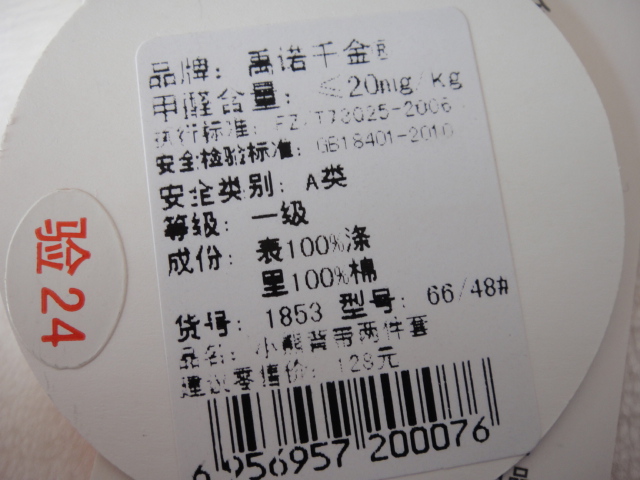 品牌：禹诺千金®
甲醛含量：≤20mg/kg
执行标准：FZ/T73025-2006
安全检验标准：GB18401-2010
安全类别：A类
等级：一级
成份：表100%涤
里100%棉
货号：1853 型号：66/48#
品名：小熊背带两件套
建议零售价：128元
6 956957 200076
验24
品